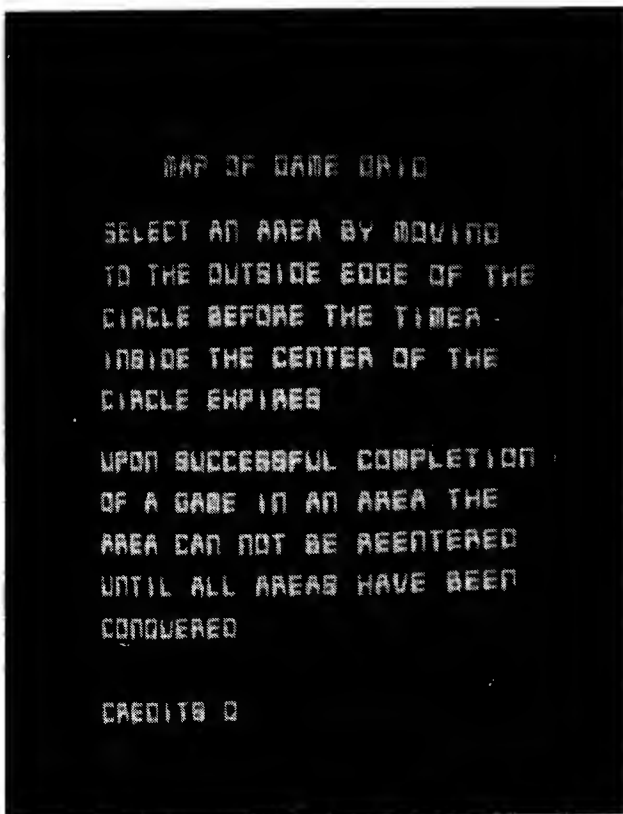 MAP OF GAME GRID
SELECT AN AREA BY MOVING
TO THE OUTSIDE EDGE OF THE
CIRCLE BEFORE THE TIMER
INSIDE THE CENTER OF THE
CIRCLE EXPIRES
UPON SUCCESSFUL COMPLETION
OF A GAME IN AN AREA THE
AREA CAN NOT BE REENTERED
UNTIL ALL AREAS HAVE BEEN
CONQUERED
CREDITS 0